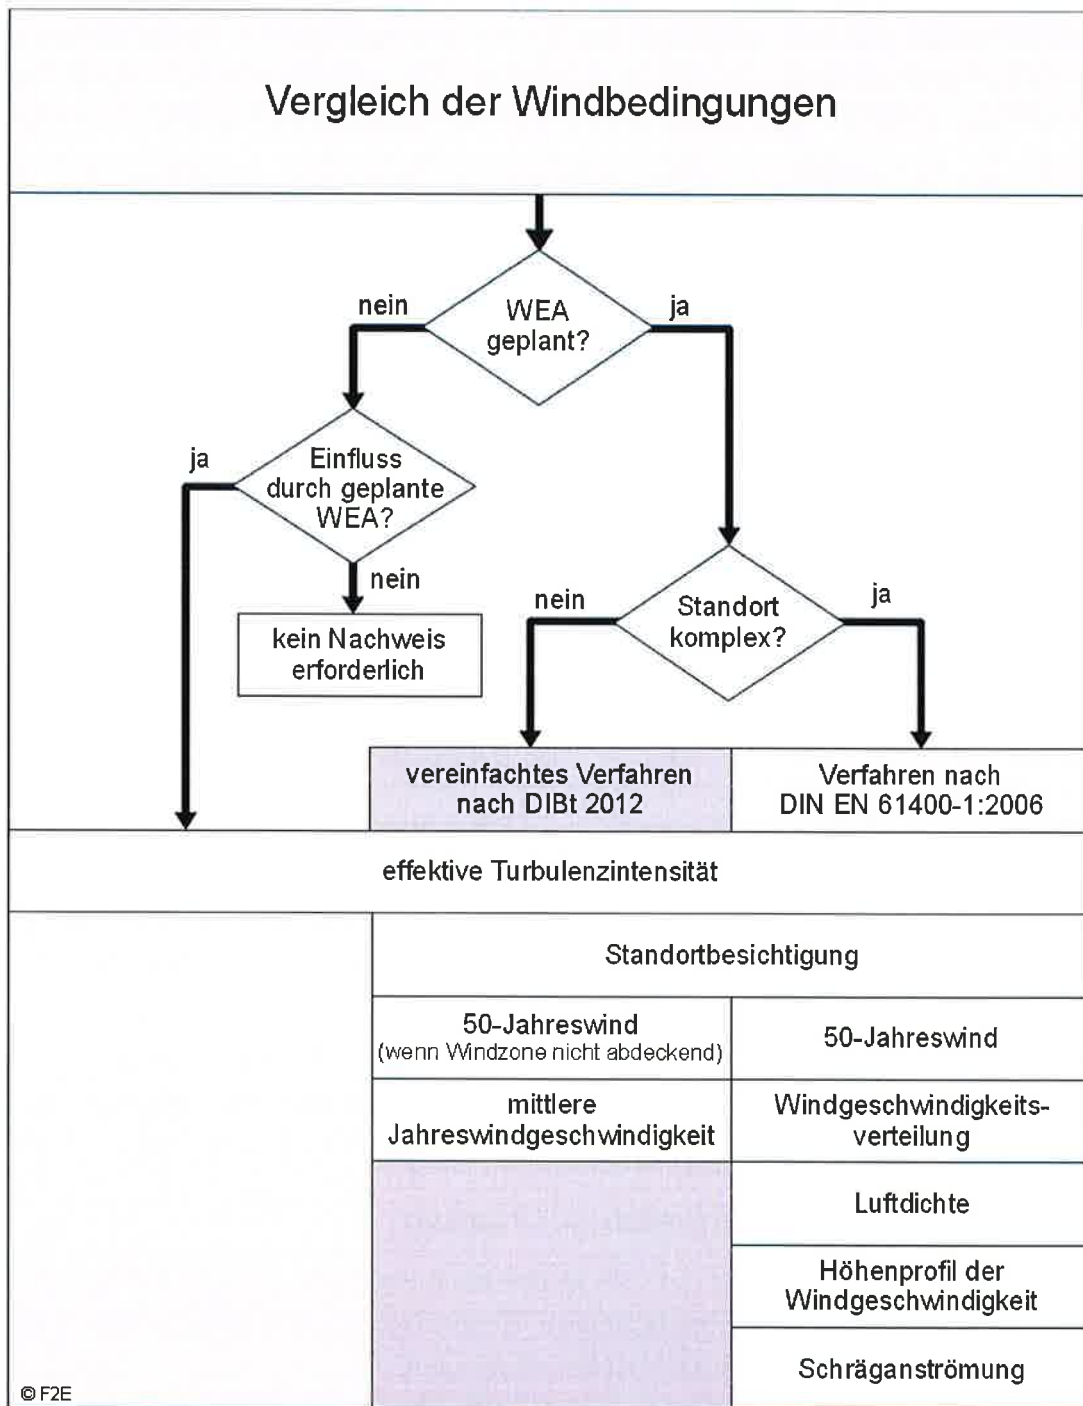 Vergleich der Windbedingungen
nein
WEA
geplant?
ja
ja
Einfluss
durch geplante
WEA?
nein
kein Nachweis
erforderlich
nein
Standort
komplex?
ja
vereinfachtes Verfahren
nach DIBt 2012
Verfahren nach
DIN EN 61400-1:2006
effektive Turbulenzintensität
Standortbesichtigung
50-Jahreswind
(wenn Windzone nicht abdeckend)
50-Jahreswind
mittlere
Jahreswindgeschwindigkeit
Windgeschwindigkeits-
verteilung
Luftdichte
Höhenprofil der
Windgeschwindigkeit
Schräganströmung
© F2E